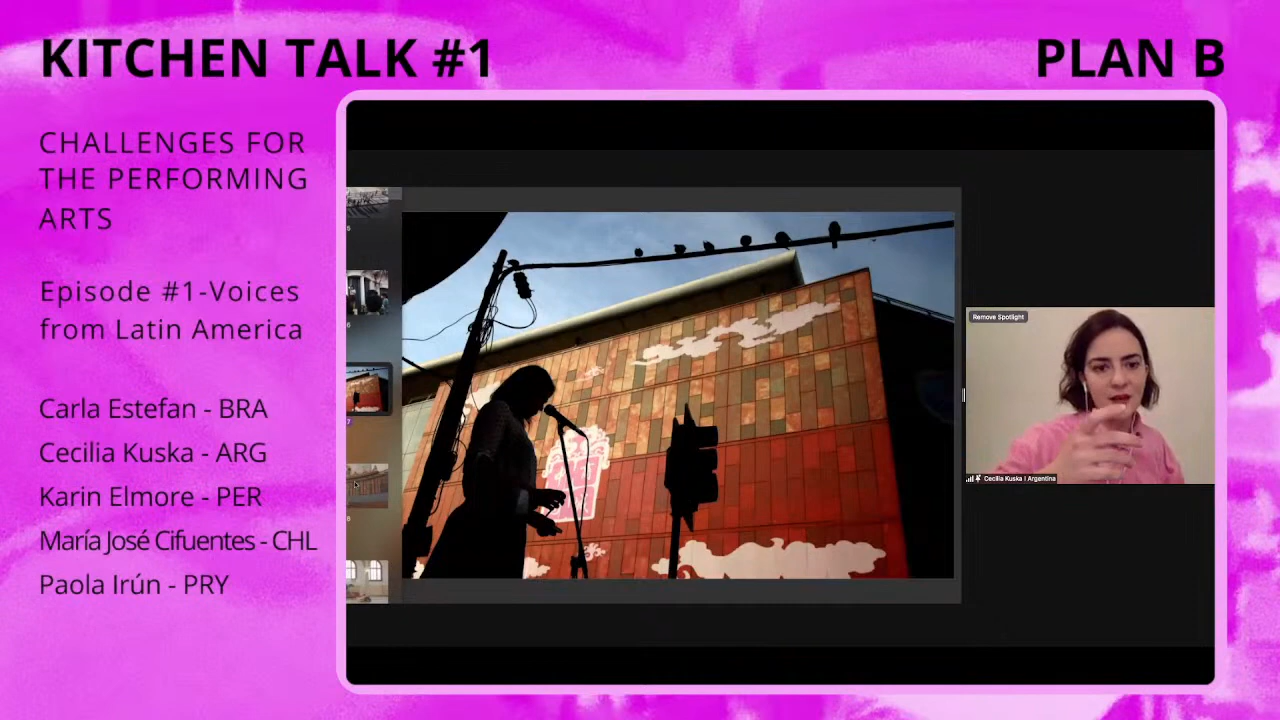 KITCHEN TALK #1
PLAN B
CHALLENGES FOR
THE PERFORMING
ARTS
Episode #1-Voices
from Latin America
Carla Estefan - BRA
Cecilia Kuska - ARG
Karin Elmore - PER
María José Cifuentes - CHL
Paola Irún - PRY
Remove Spotlight
Cecilia Kuska | Argentina